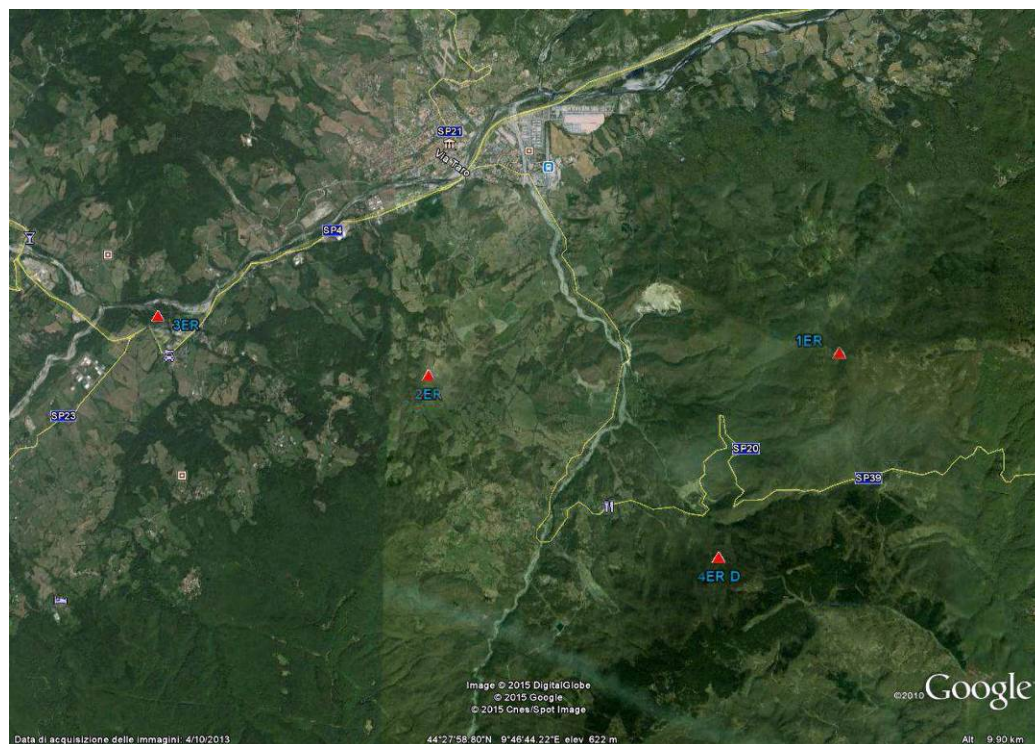 SP21
Via Taro
SP4
3ER
1ER
2ER
SP23
SP20
SP39
4ER D
Image © 2015 DigitalGlobe
© 2015 Google
© 2015 Cnes/Spot Image
©2010 Google
Data di acquisizione delle immagini: 4/10/2013
44°27'58.80"N 9°46'44.22"E elev 622 m
Alt 9.90 km